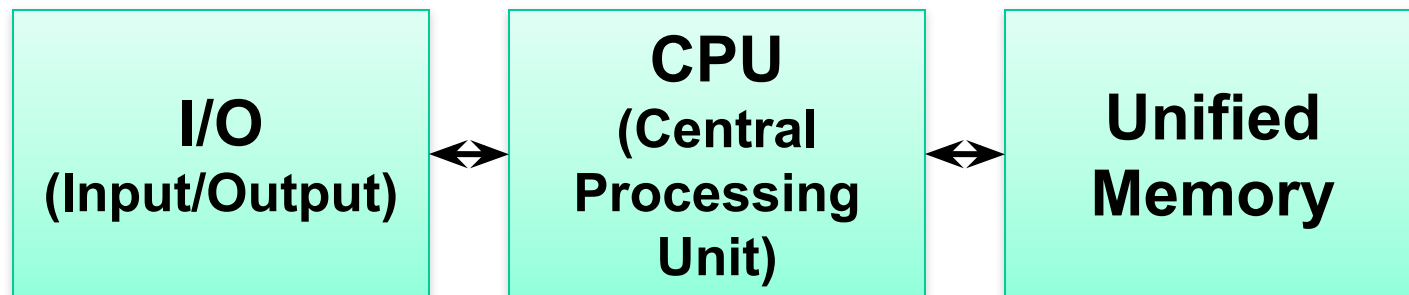 I/O
(Input/Output)
CPU
(Central
Processing
Unit)
Unified
Memory